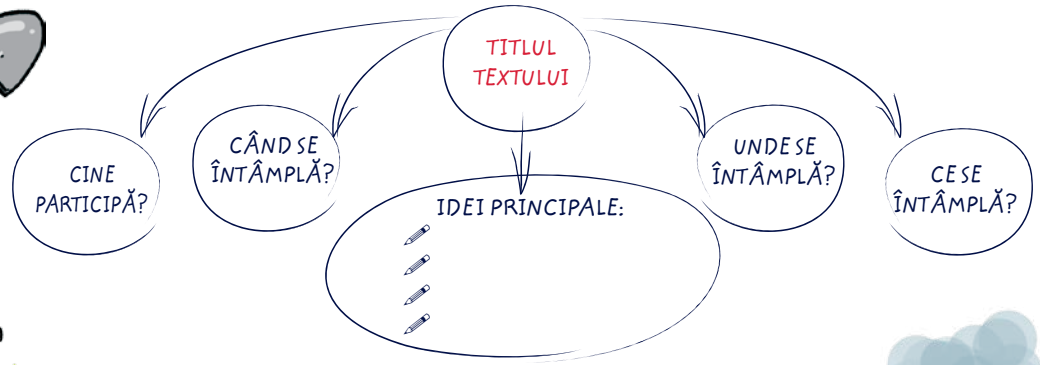 TITLUL
TEXTULUI
CINE
PARTICIPĂ?
CÂND SE
ÎNTÂMPLĂ?
IDEI PRINCIPALE:
UNDE SE
ÎNTÂMPLĂ?
CE SE
ÎNTÂMPLĂ?